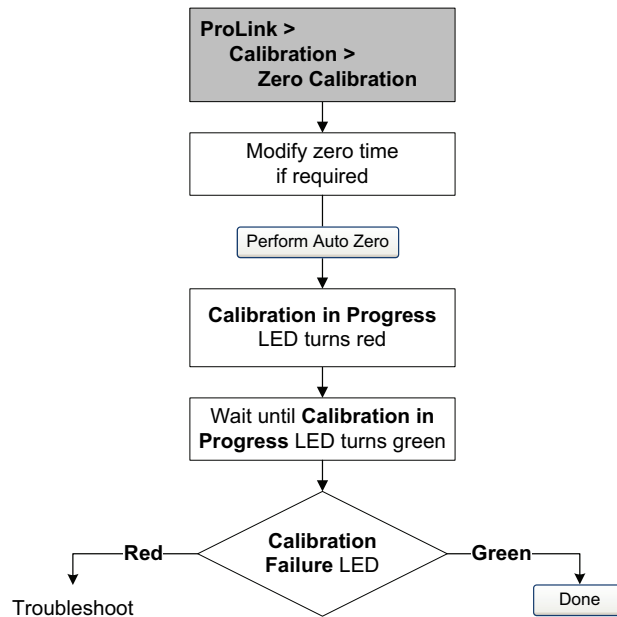 ProLink >
Calibration >
Zero Calibration
Modify zero time
if required
Perform Auto Zero
Calibration in Progress
LED turns red
Wait until Calibration in
Progress LED turns green
Calibration
Failure LED
Red
Green
Troubleshoot
Done